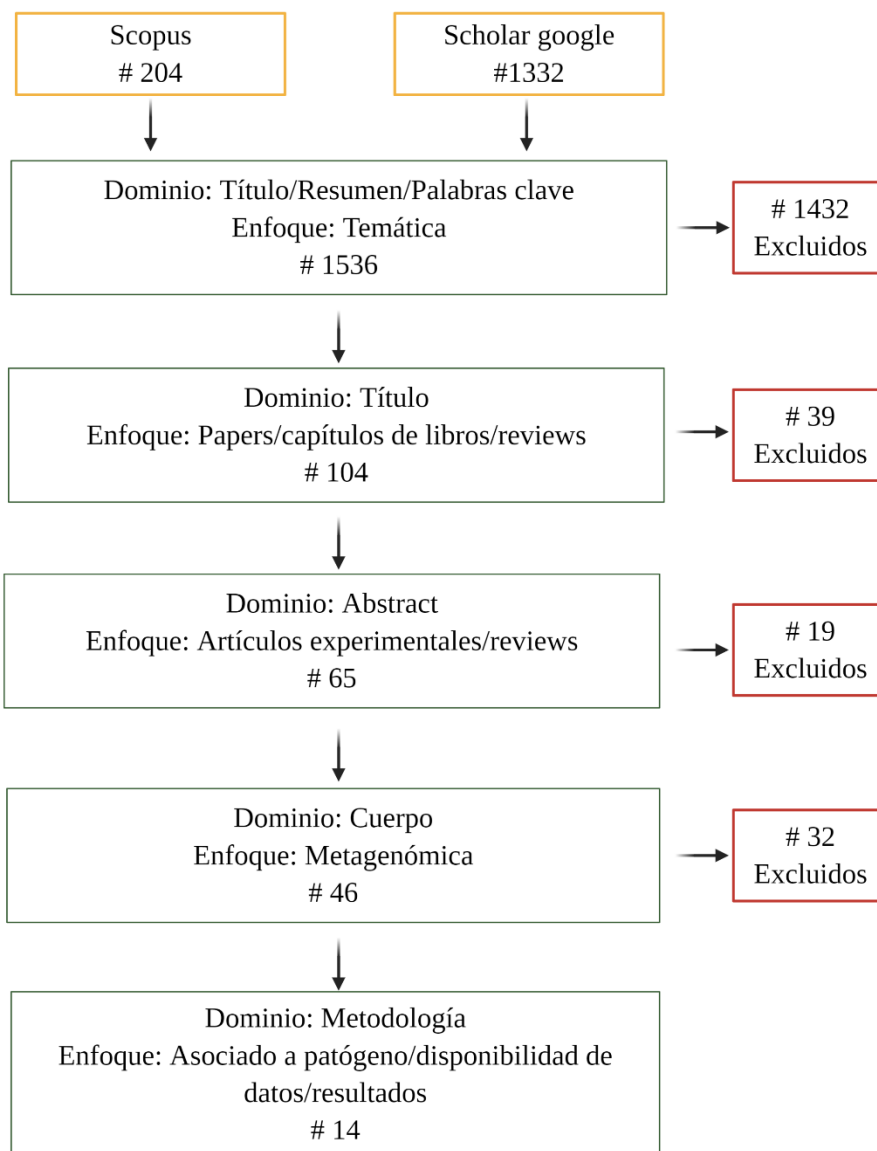 Scopus
# 204
Scholar google
#1332
Dominio: Título/Resumen/Palabras clave
Enfoque: Temática
# 1536
# 1432
Excluidos
Dominio: Título
Enfoque: Papers/capítulos de libros/reviews
# 104
# 39
Excluidos
Dominio: Abstract
Enfoque: Artículos experimentales/reviews
# 65
# 19
Excluidos
Dominio: Cuerpo
Enfoque: Metagenómica
# 46
# 32
Excluidos
Dominio: Metodología
Enfoque: Asociado a patógeno/disponibilidad de
datos/resultados
# 14